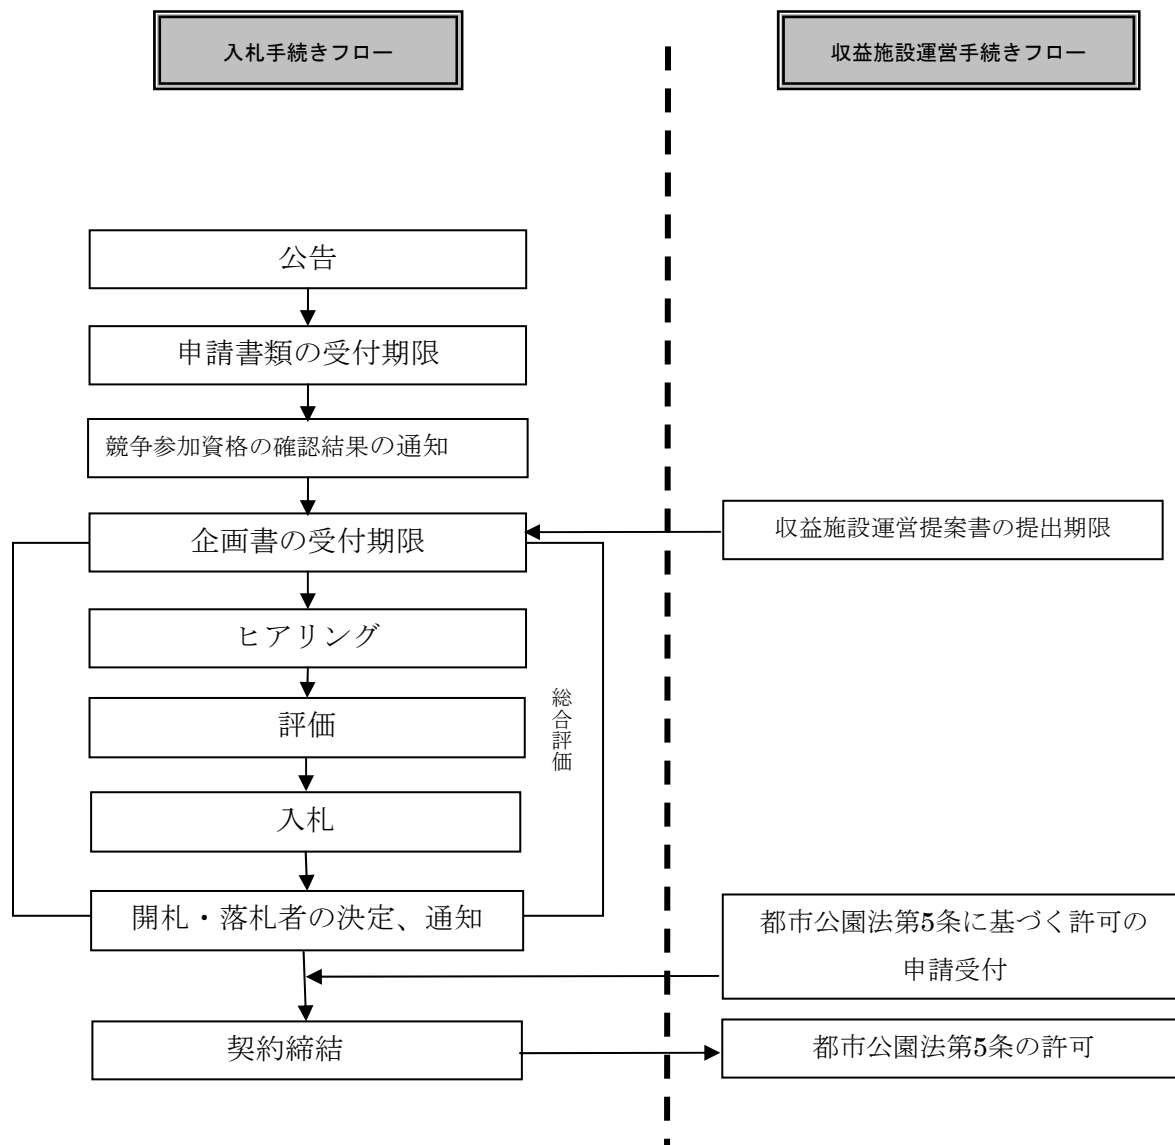 入札手続きフロー
収益施設運営手続きフロー
公告
申請書類の受付期限
競争参加資格の確認結果の通知
企画書の受付期限
収益施設運営提案書の提出期限
ヒアリング
評価
総合評価
入札
開札・落札者の決定、通知
都市公園法第5条に基づく許可の
申請受付
契約締結
都市公園法第5条の許可